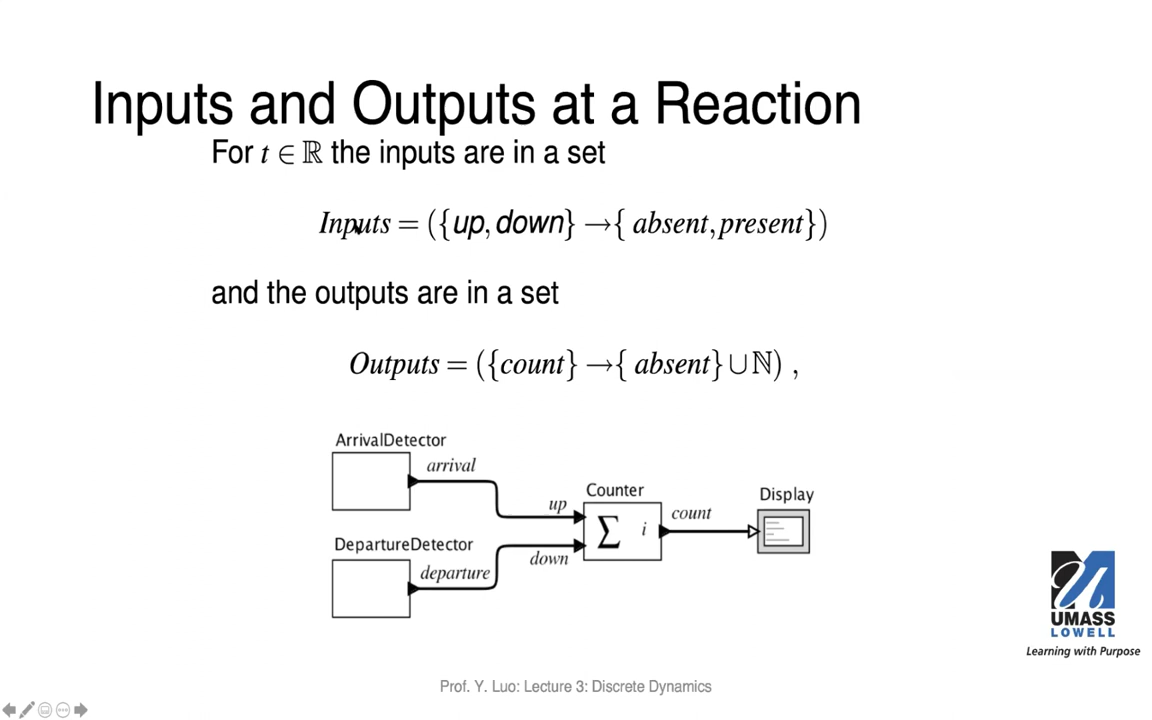 Inputs and Outputs at a Reaction
For t ∈ ℝ the inputs are in a set
Inputs = ({up, down} → { absent, present})
and the outputs are in a set
Outputs = ({count} → { absent} ∪ ℕ) ,
ArrivalDetector
arrival
up
Counter
Σ i
count
Display
DepartureDetector
departure
down
UMASS
LOWELL
Learning with Purpose
Prof. Y. Luo: Lecture 3: Discrete Dynamics